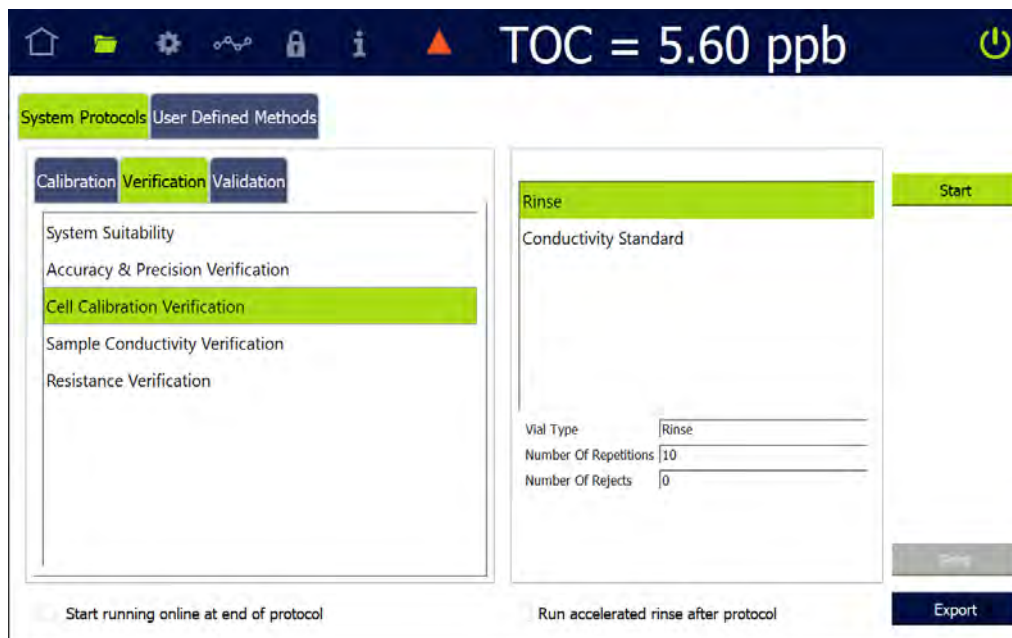 TOC = 5.60 ppb
System Protocols User Defined Methods
Calibration Verification Validation
System Suitability
Accuracy & Precision Verification
Cell Calibration Verification
Sample Conductivity Verification
Resistance Verification
Rinse
Conductivity Standard
Vial Type Rinse
Number Of Repetitions 10
Number Of Rejects 0
Start
Export
Start running online at end of protocol
Run accelerated rinse after protocol